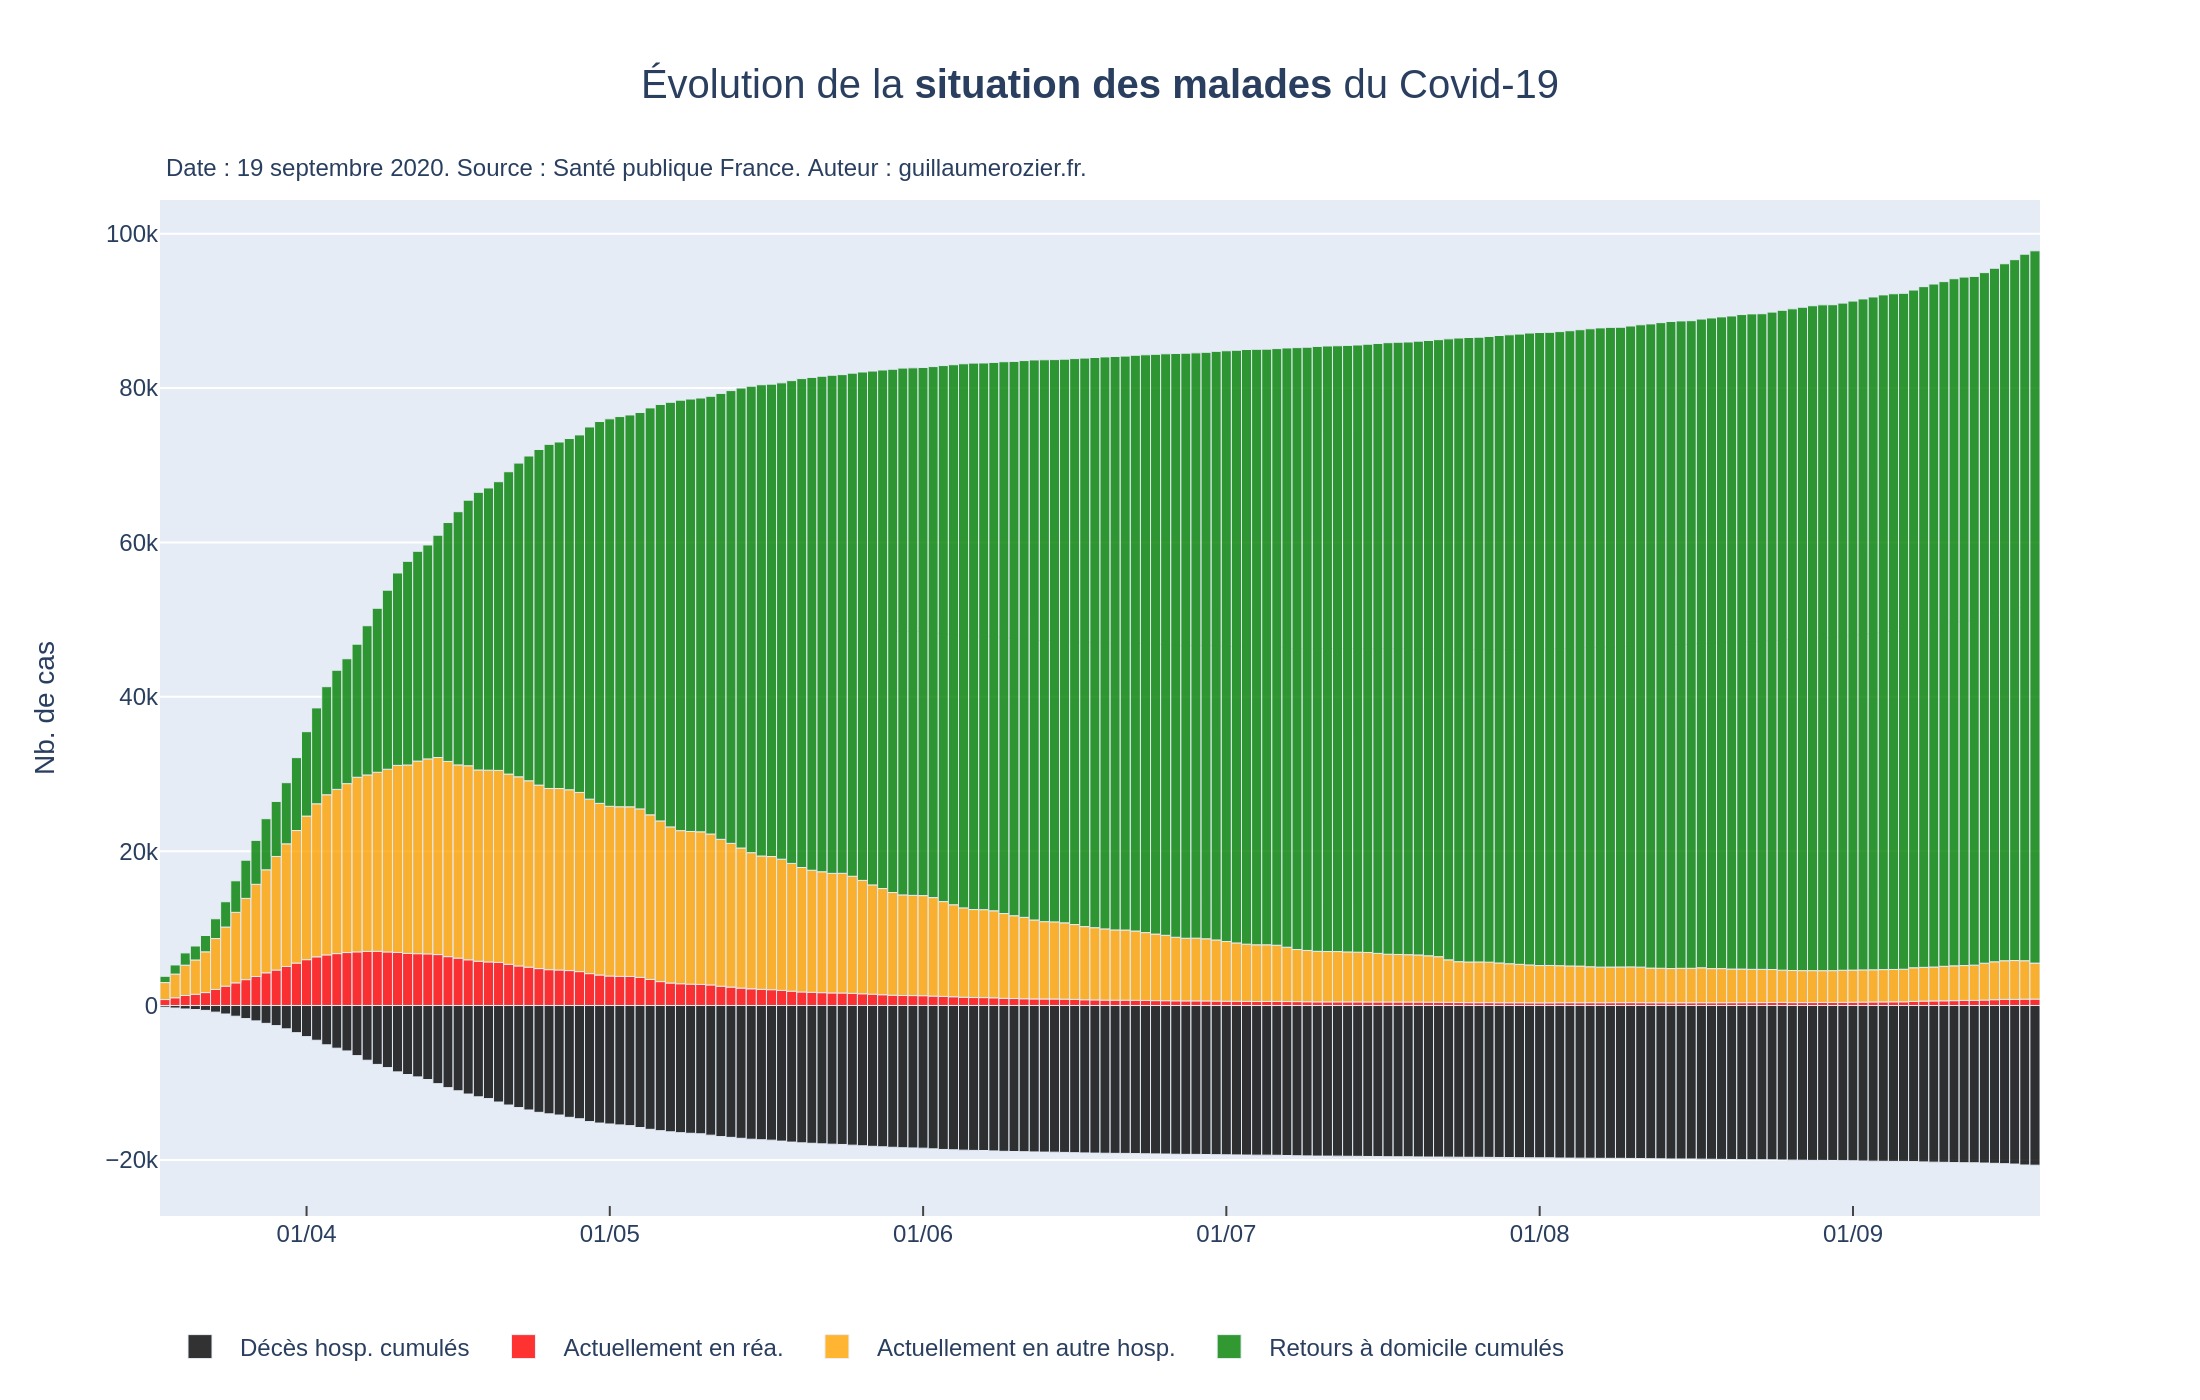 Évolution de la situation des malades du Covid-19
Date : 19 septembre 2020. Source : Santé publique France. Auteur : guillaumerozier.fr.
100k
80k
60k
40k
20k
0
−20k
Nb. de cas
01/04 01/05 01/06 01/07 01/08 01/09
Décès hosp. cumulés Actuellement en réa. Actuellement en autre hosp. Retours à domicile cumulés